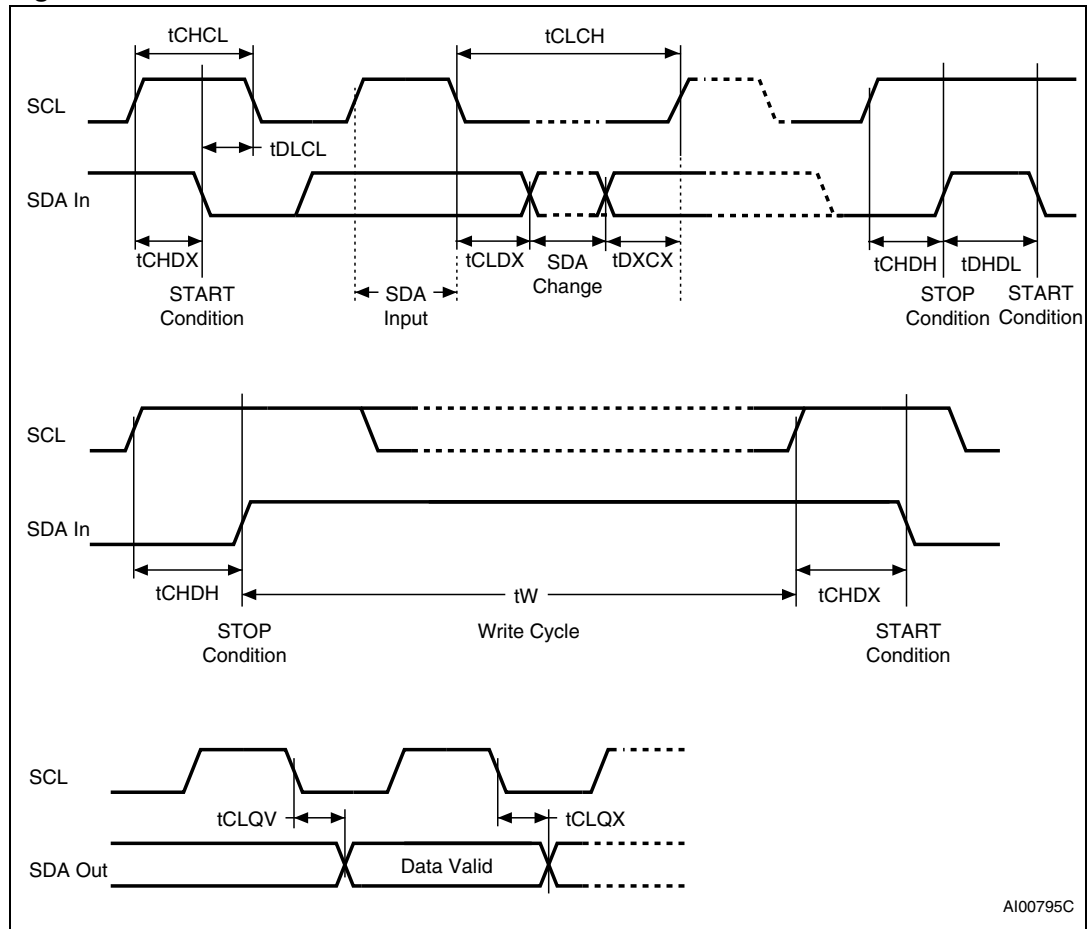 tCHCL
tCLCH
SCL
tDLCL
SDA In
tCHDX
tCLDX
SDA
Change
tDXCX
tCHDH
tDHDL
START
Condition
SDA
Input
STOP
Condition
START
Condition
SCL
SDA In
tCHDH
tW
tCHDX
STOP
Condition
Write Cycle
START
Condition
SCL
tCLQV
tCLQX
SDA Out
Data Valid
AI00795C